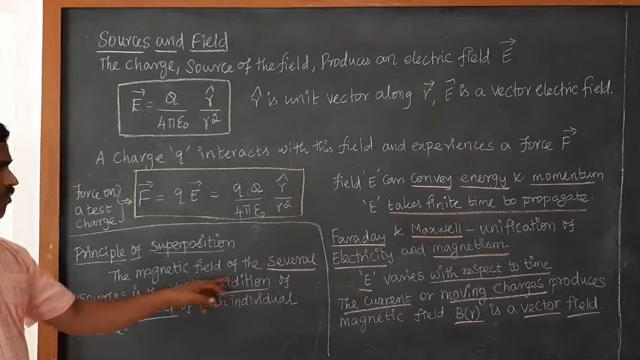 Sources and Field
The charge, Source of the field, Produces an electric field E⃗
E⃗ = Q/4πε₀ r̂/r²
r̂ is unit vector along r⃗, E⃗ is a vector electric field.
A charge 'q' interacts with this field and experiences a force F⃗
Force on a test charge
F⃗ = q E⃗ = qQ/4πε₀ r̂/r²
Principle of Superposition
The magnetic field of the Several
addition of
individual
field 'E' can convey energy & momentum
'E' takes finite time to propagate.
Faraday & Maxwell - unification of
Electricity and magnetism
'E' varies with respect to time
The current or moving charges produces
magnetic field B(r) is a vector field.